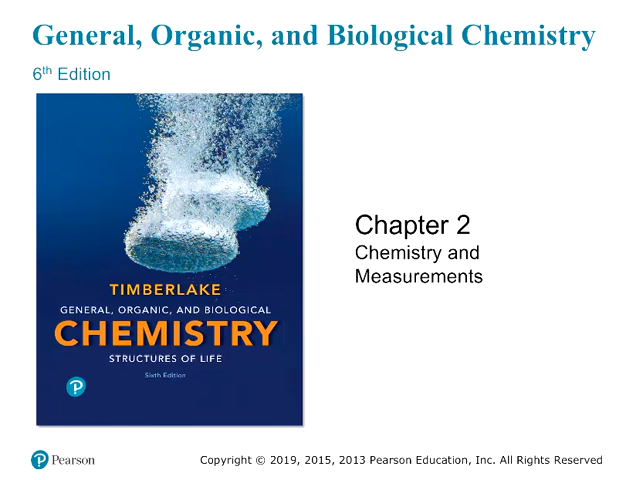 General, Organic, and Biological Chemistry
6th Edition
TIMBERLAKE
GENERAL, ORGANIC, AND BIOLOGICAL
CHEMISTRY
STRUCTURES OF LIFE
Sixth Edition
P
Chapter 2
Chemistry and
Measurements
P Pearson
Copyright © 2019, 2015, 2013 Pearson Education, Inc. All Rights Reserved